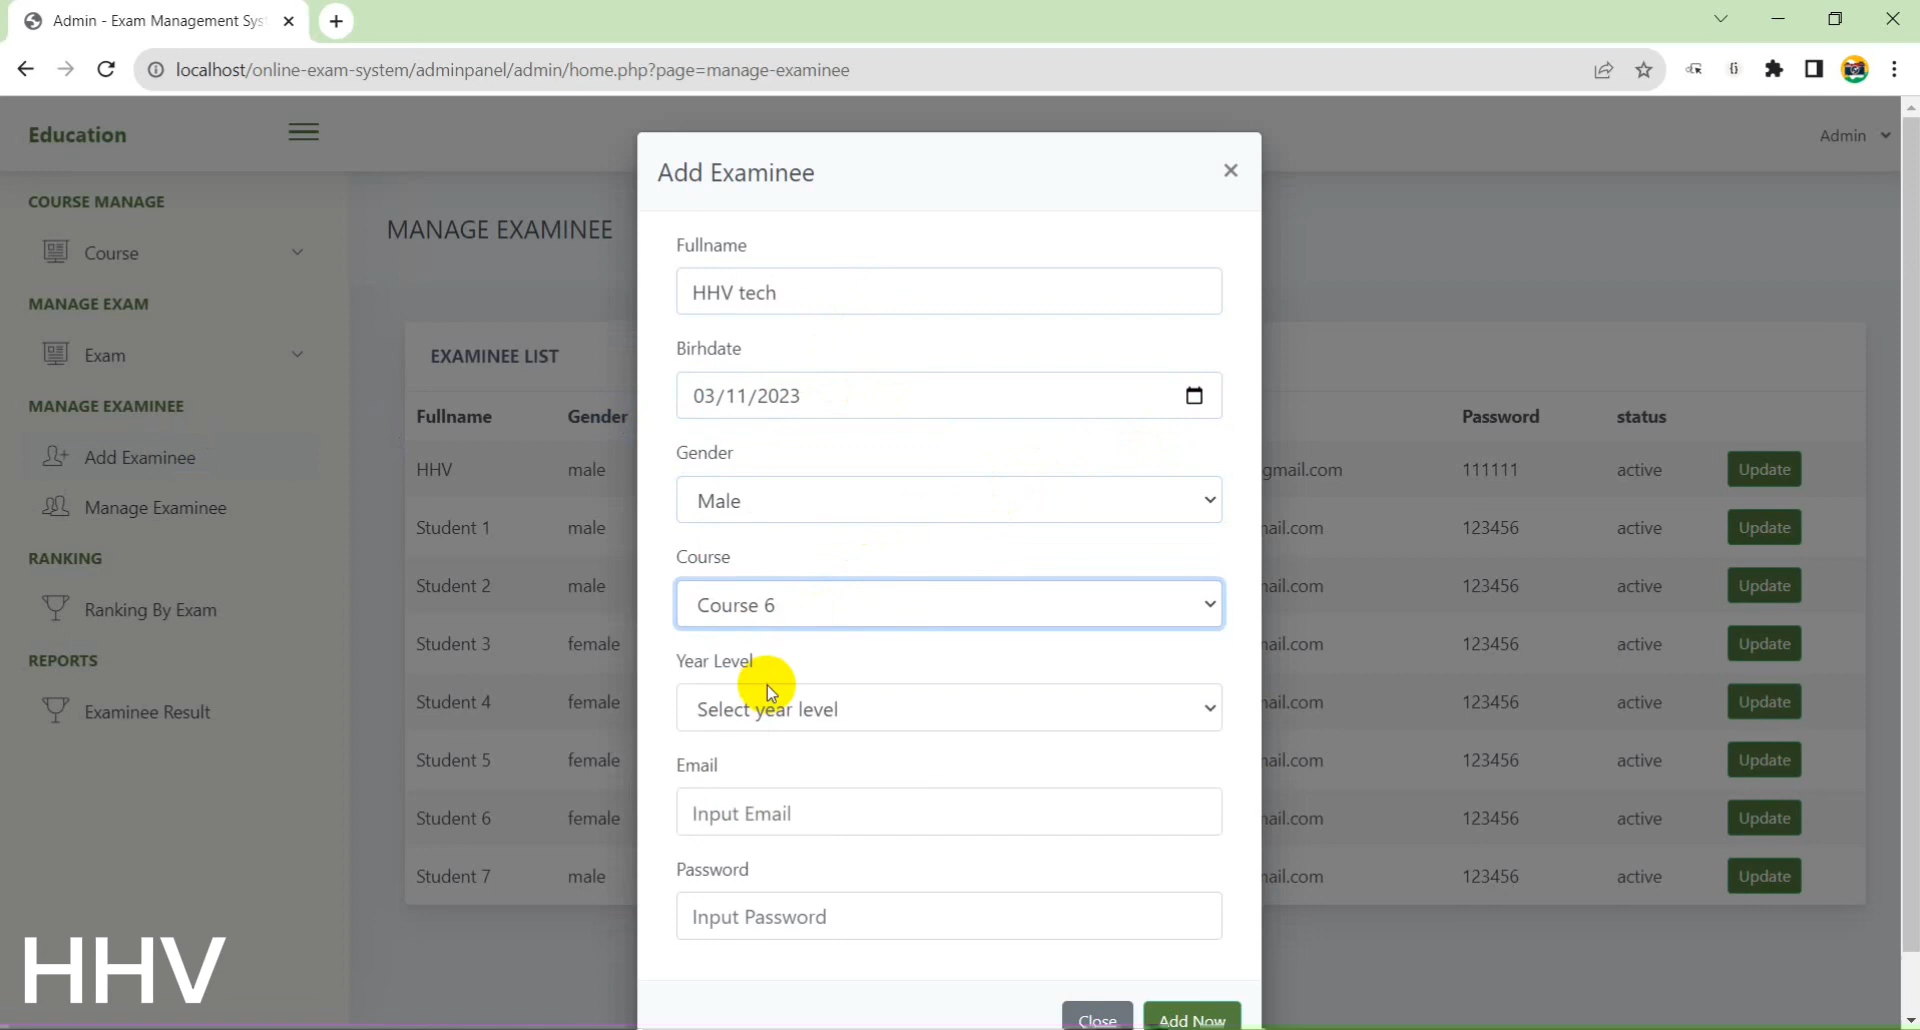 Admin - Exam Management Sys
localhost/online-exam-system/adminpanel/admin/home.php?page=manage-examinee
Education
Admin
COURSE MANAGE
Course
MANAGE EXAM
Exam
MANAGE EXAMINEE
Add Examinee
Manage Examinee
RANKING
Ranking By Exam
REPORTS
Examinee Result
MANAGE EXAMINEE
EXAMINEE LIST
Fullname Gender Password status
HHV male gmail.com 111111 active Update
Student 1 male ail.com 123456 active Update
Student 2 male ail.com 123456 active Update
Student 3 female ail.com 123456 active Update
Student 4 female ail.com 123456 active Update
Student 5 female ail.com 123456 active Update
Student 6 female ail.com 123456 active Update
Student 7 male ail.com 123456 active Update
Add Examinee
Fullname
HHV tech
Birhdate
03/11/2023
Gender
Male
Course
Course 6
Year Level
Select year level
Email
Input Email
Password
Input Password
Close Add Now
HHV